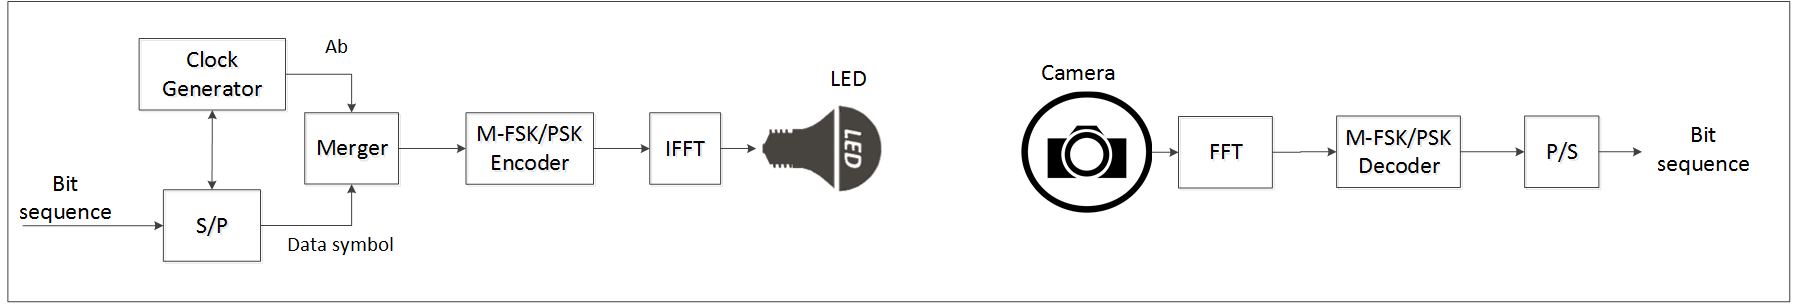 Clock
Generator
Ab
Merger
Bit
sequence
S/P
Data symbol
M-FSK/PSK
Encoder
IFFT
LED
LED
Camera
FFT
M-FSK/PSK
Decoder
P/S
Bit
sequence